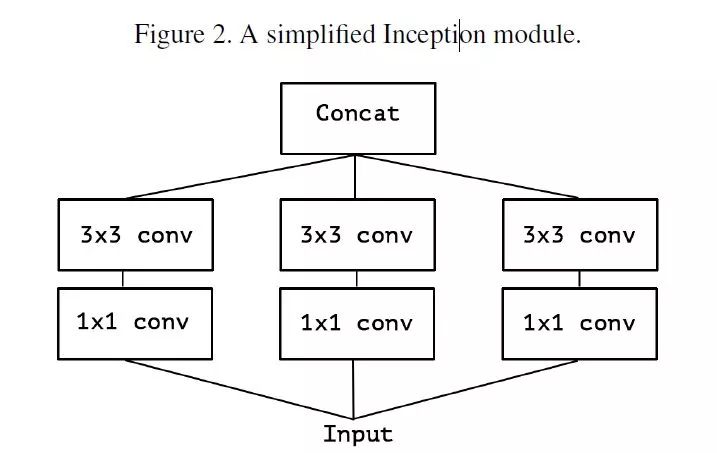 Figure 2. A simplified Inception module.
Concat
3x3 conv 3x3 conv 3x3 conv
1x1 conv 1x1 conv 1x1 conv
Input